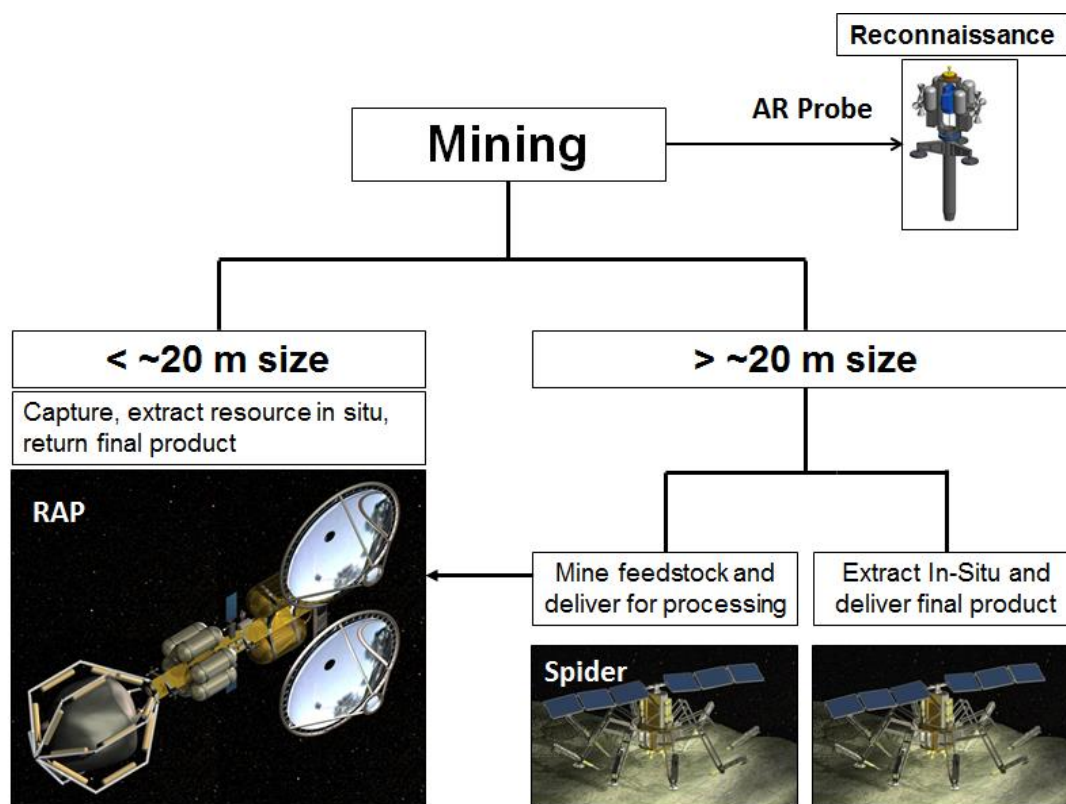 Reconnaissance
AR Probe
Mining
< ~20 m size
> ~20 m size
Capture, extract resource in situ,
return final product
RAP
Mine feedstock and
deliver for processing
Extract In-Situ and
deliver final product
Spider